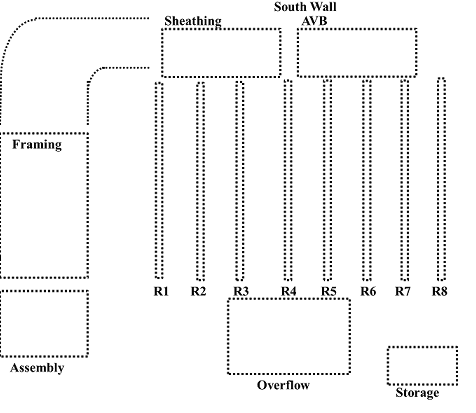 South Wall
Sheathing
AVB
Framing
R1
R2
R3
R4
R5
R6
R7
R8
Assembly
Overflow
Storage